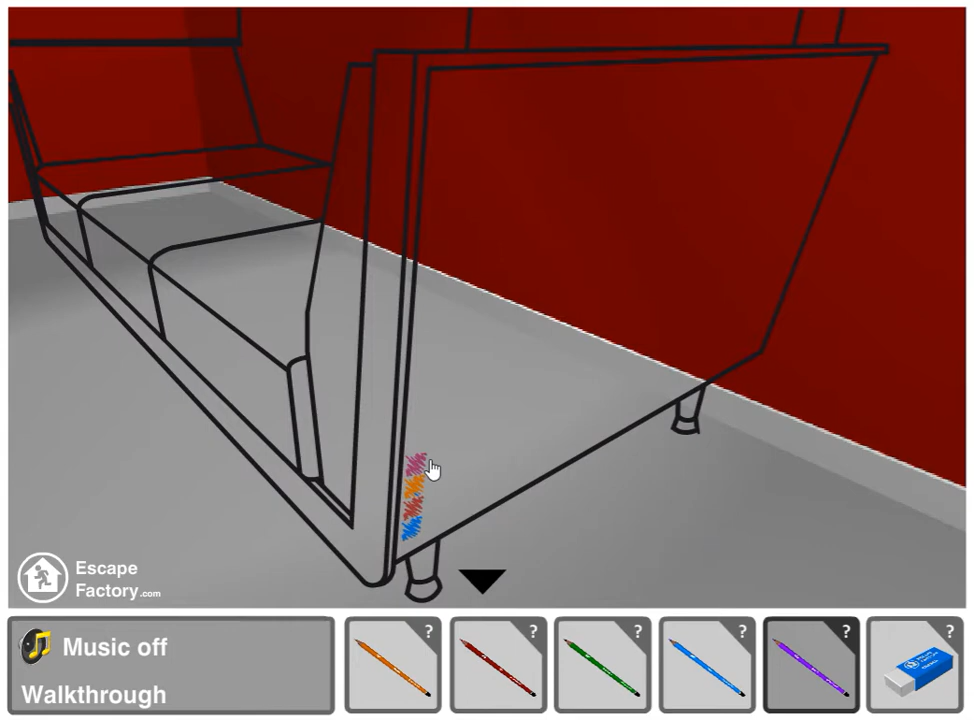 Escape
Factory.com
Music off
Walkthrough
? ? ? ? ? ?